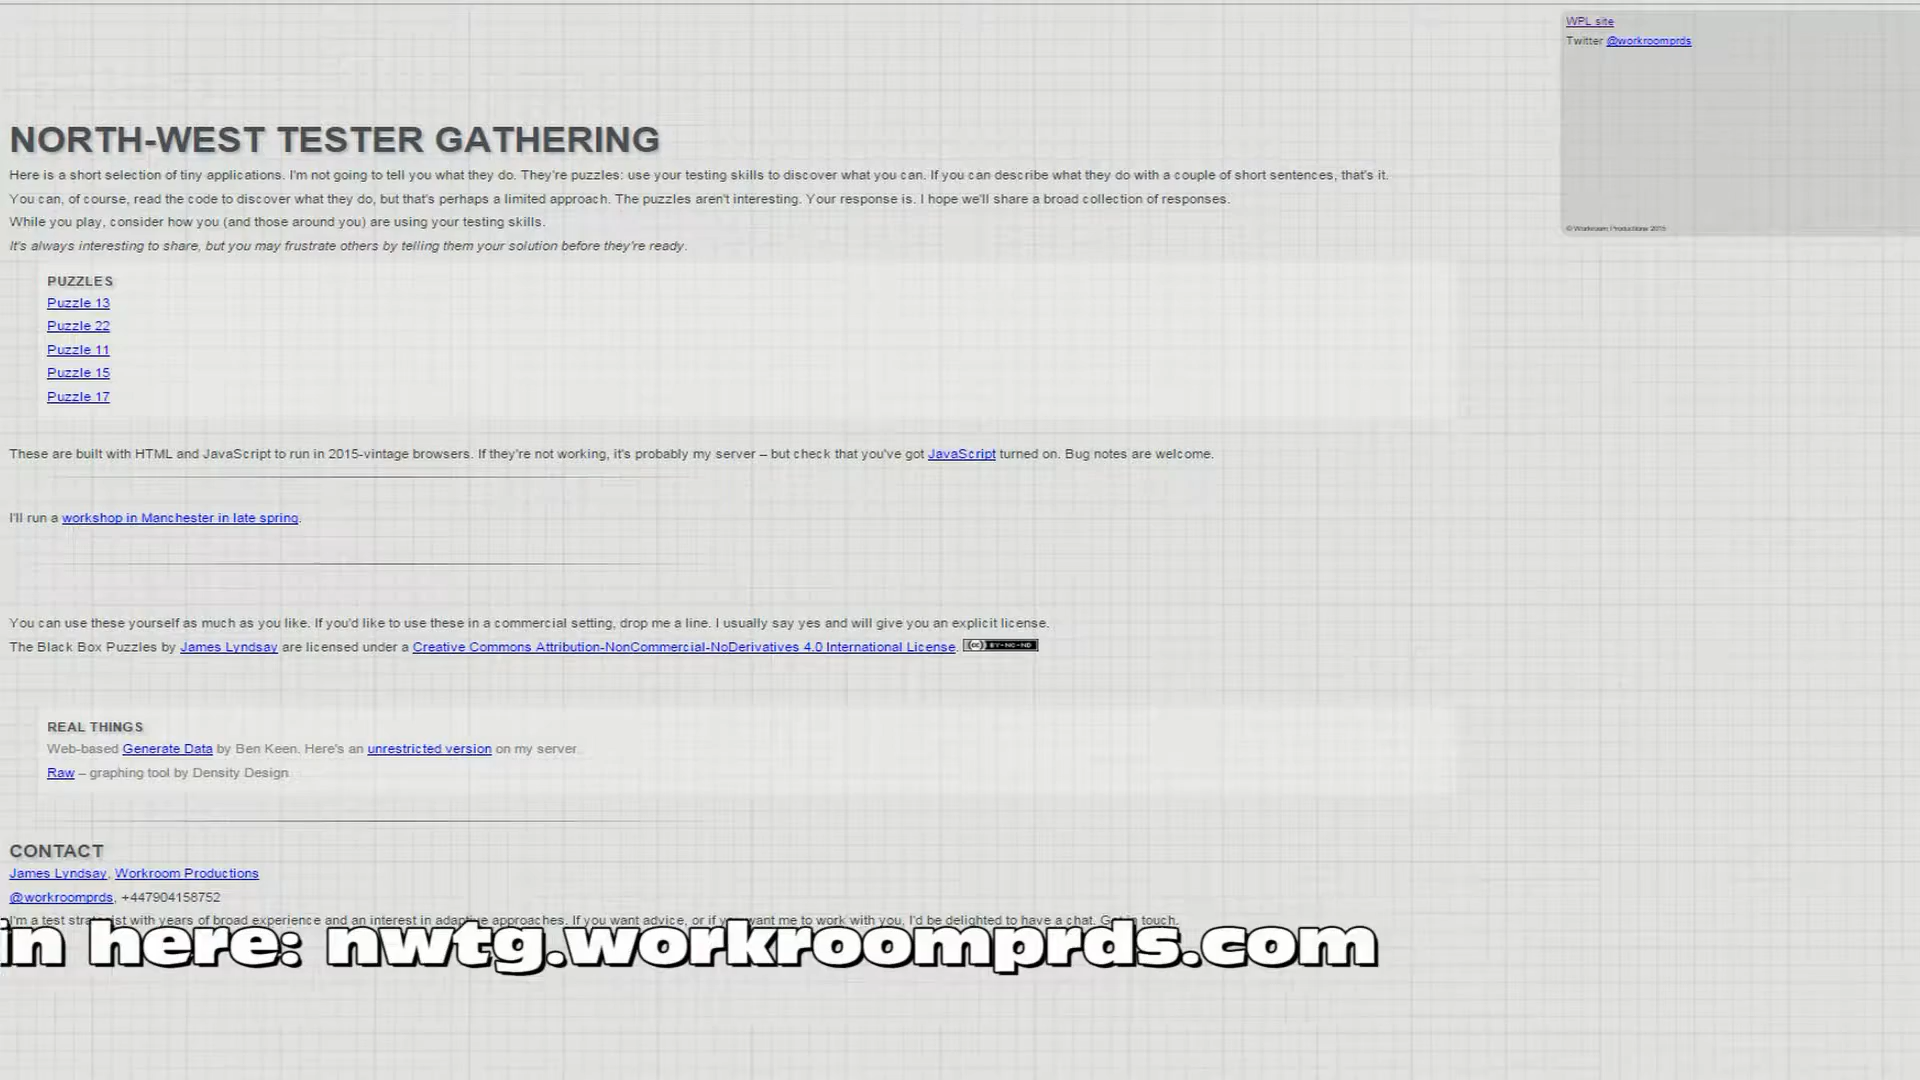 WPL site
Twitter @workroomprds
© Workroom Productions 2015
NORTH-WEST TESTER GATHERING
Here is a short selection of tiny applications. I'm not going to tell you what they do. They're puzzles: use your testing skills to discover what you can. If you can describe what they do with a couple of short sentences, that's it.
You can, of course, read the code to discover what they do, but that's perhaps a limited approach. The puzzles aren't interesting. Your response is. I hope we'll share a broad collection of responses.
While you play, consider how you (and those around you) are using your testing skills.
It's always interesting to share, but you may frustrate others by telling them your solution before they're ready.
PUZZLES
Puzzle 13
Puzzle 22
Puzzle 11
Puzzle 15
Puzzle 17
These are built with HTML and JavaScript to run in 2015-vintage browsers. If they're not working, it's probably my server – but check that you've got JavaScript turned on. Bug notes are welcome.
I'll run a workshop in Manchester in late spring.
You can use these yourself as much as you like. If you'd like to use these in a commercial setting, drop me a line. I usually say yes and will give you an explicit license.
The Black Box Puzzles by James Lyndsay are licensed under a Creative Commons Attribution-NonCommercial-NoDerivatives 4.0 International License. (cc) BY-NC-ND
REAL THINGS
Web-based Generate Data by Ben Keen. Here's an unrestricted version on my server.
Raw – graphing tool by Density Design
CONTACT
James Lyndsay, Workroom Productions
@workroomprds, +447904158752
I'm a test strategist with years of broad experience and an interest in adaptive approaches. If you want advice, or if you want me to work with you, I'd be delighted to have a chat. Get in touch.
in here: nwtg.workroomprds.com